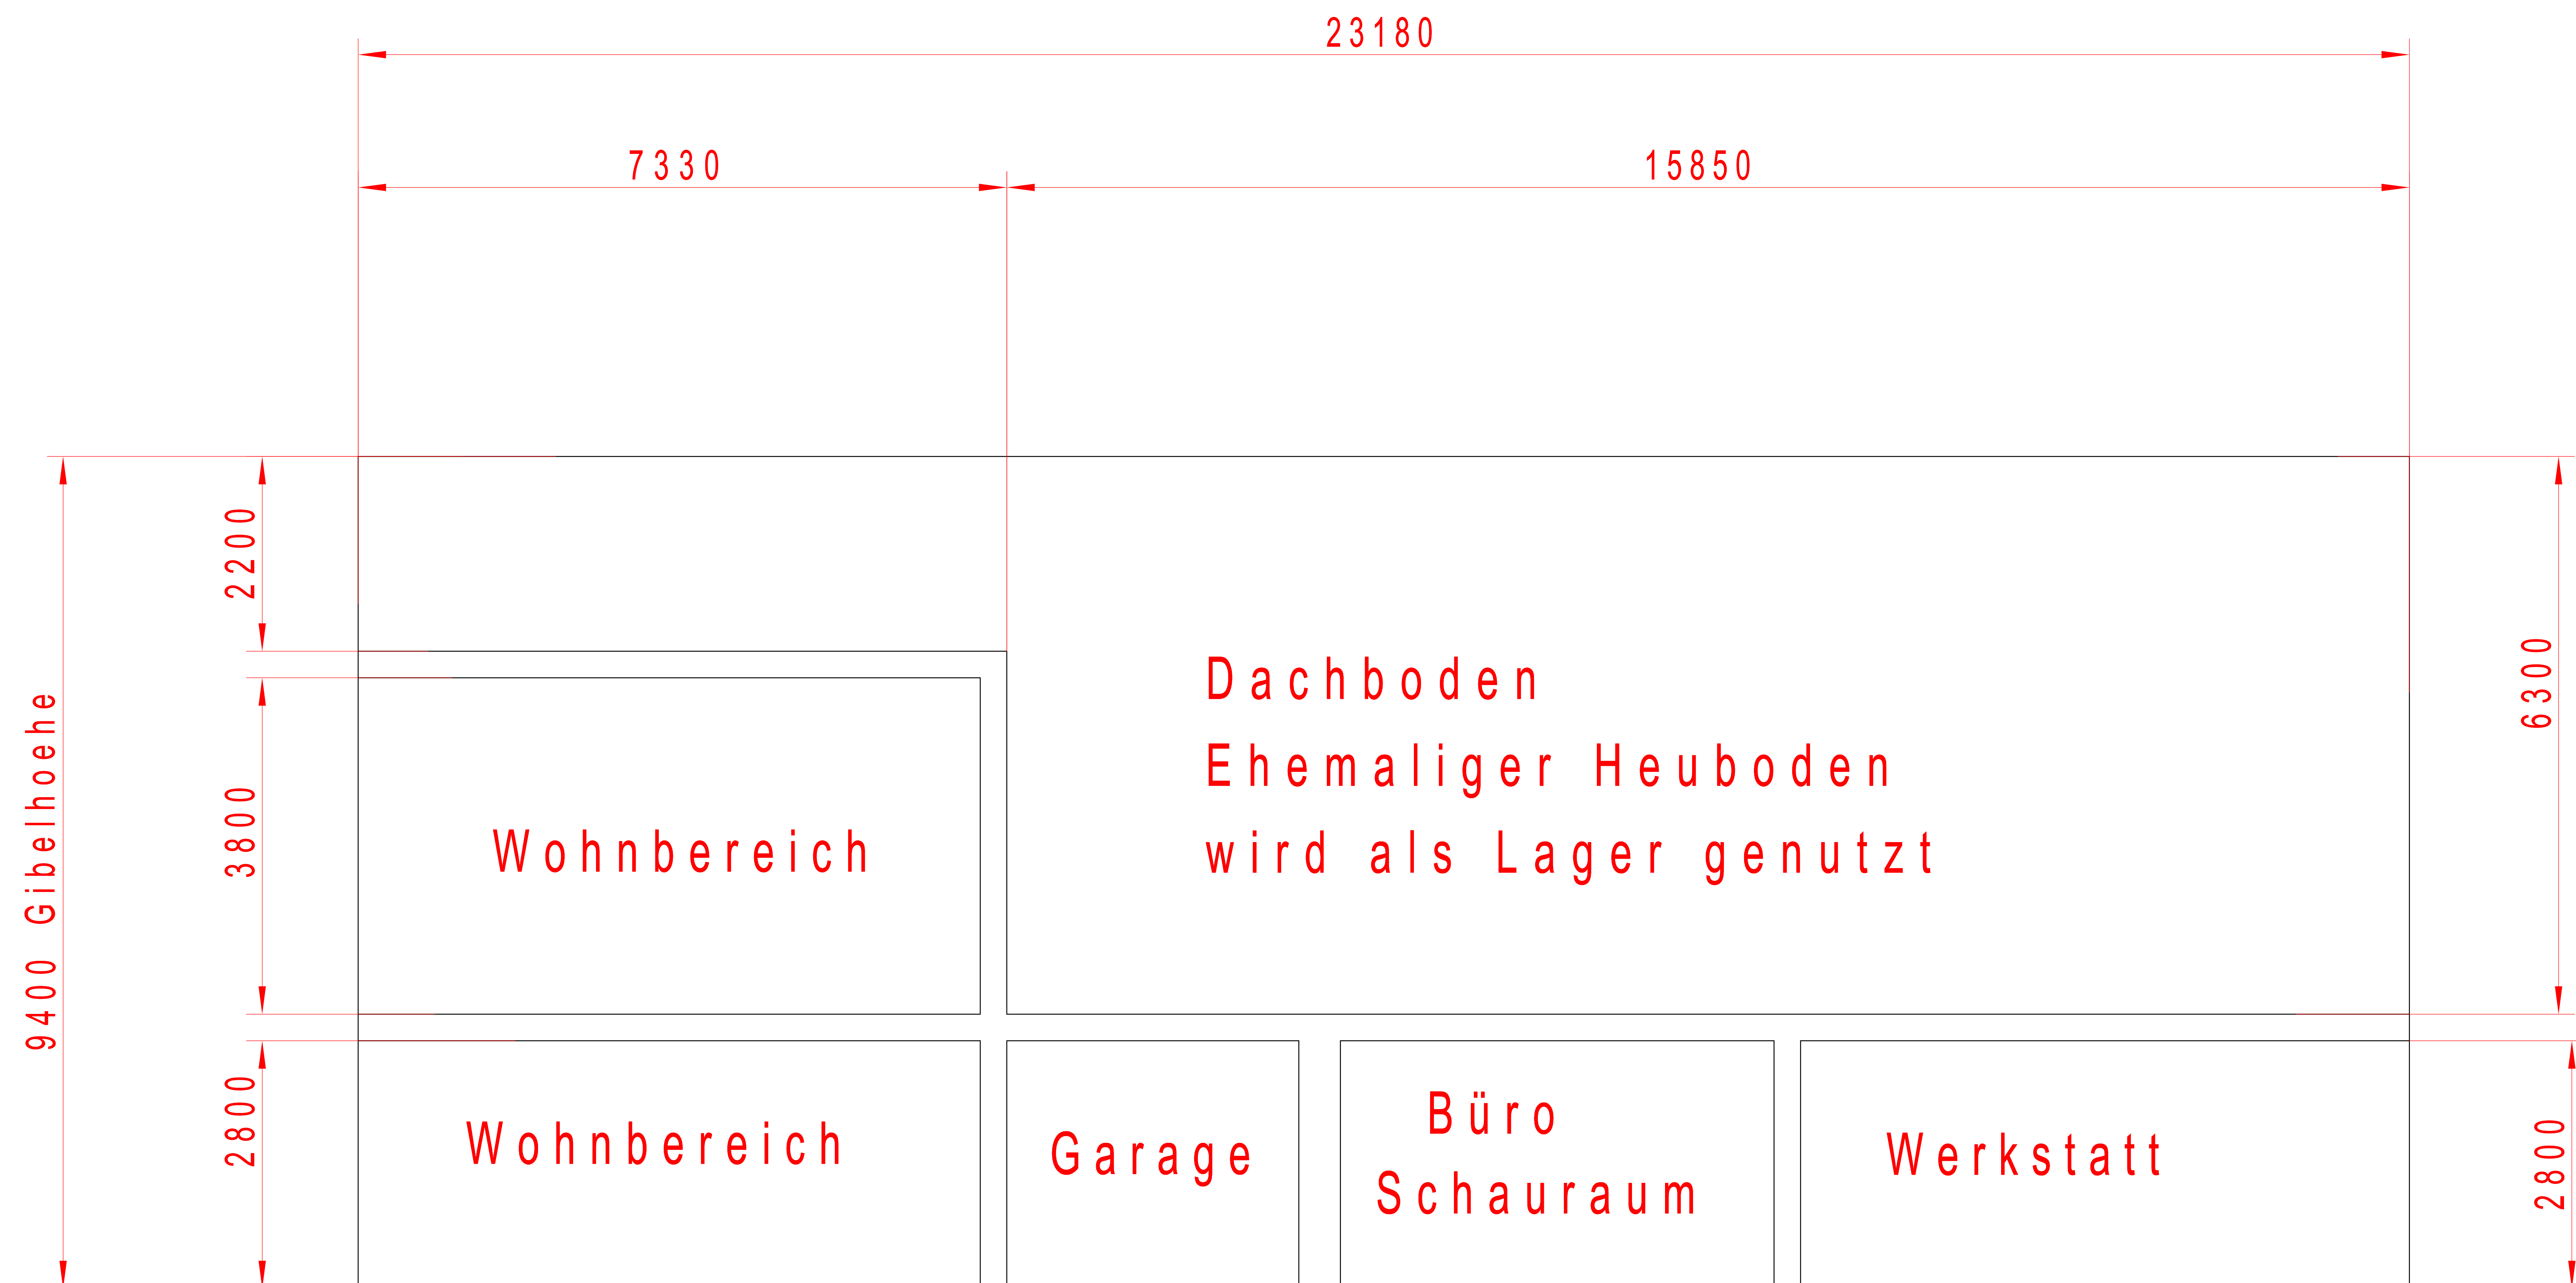 23180
7330
15850
2200
6300
9400 Gibelhoehe
3800
Dachboden
Ehemaliger Heuboden
wird als Lager genutzt
Wohnbereich
2800
Wohnbereich
Garage
Büro
Schauraum
Werkstatt
2800